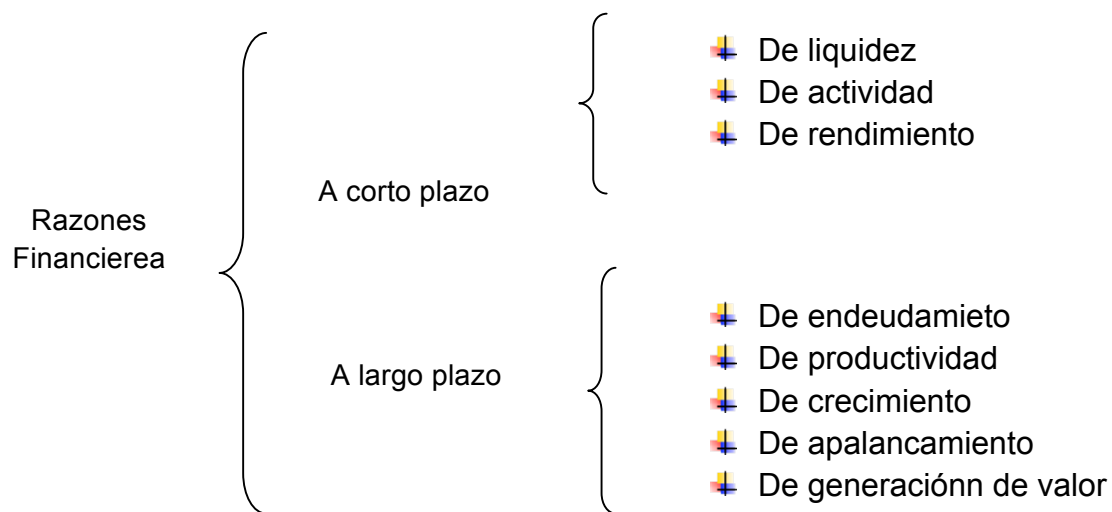 Razones
Financierea
A corto plazo
De liquidez
De actividad
De rendimiento
A largo plazo
De endeudamieto
De productividad
De crecimiento
De apalancamiento
De generaciónn de valor